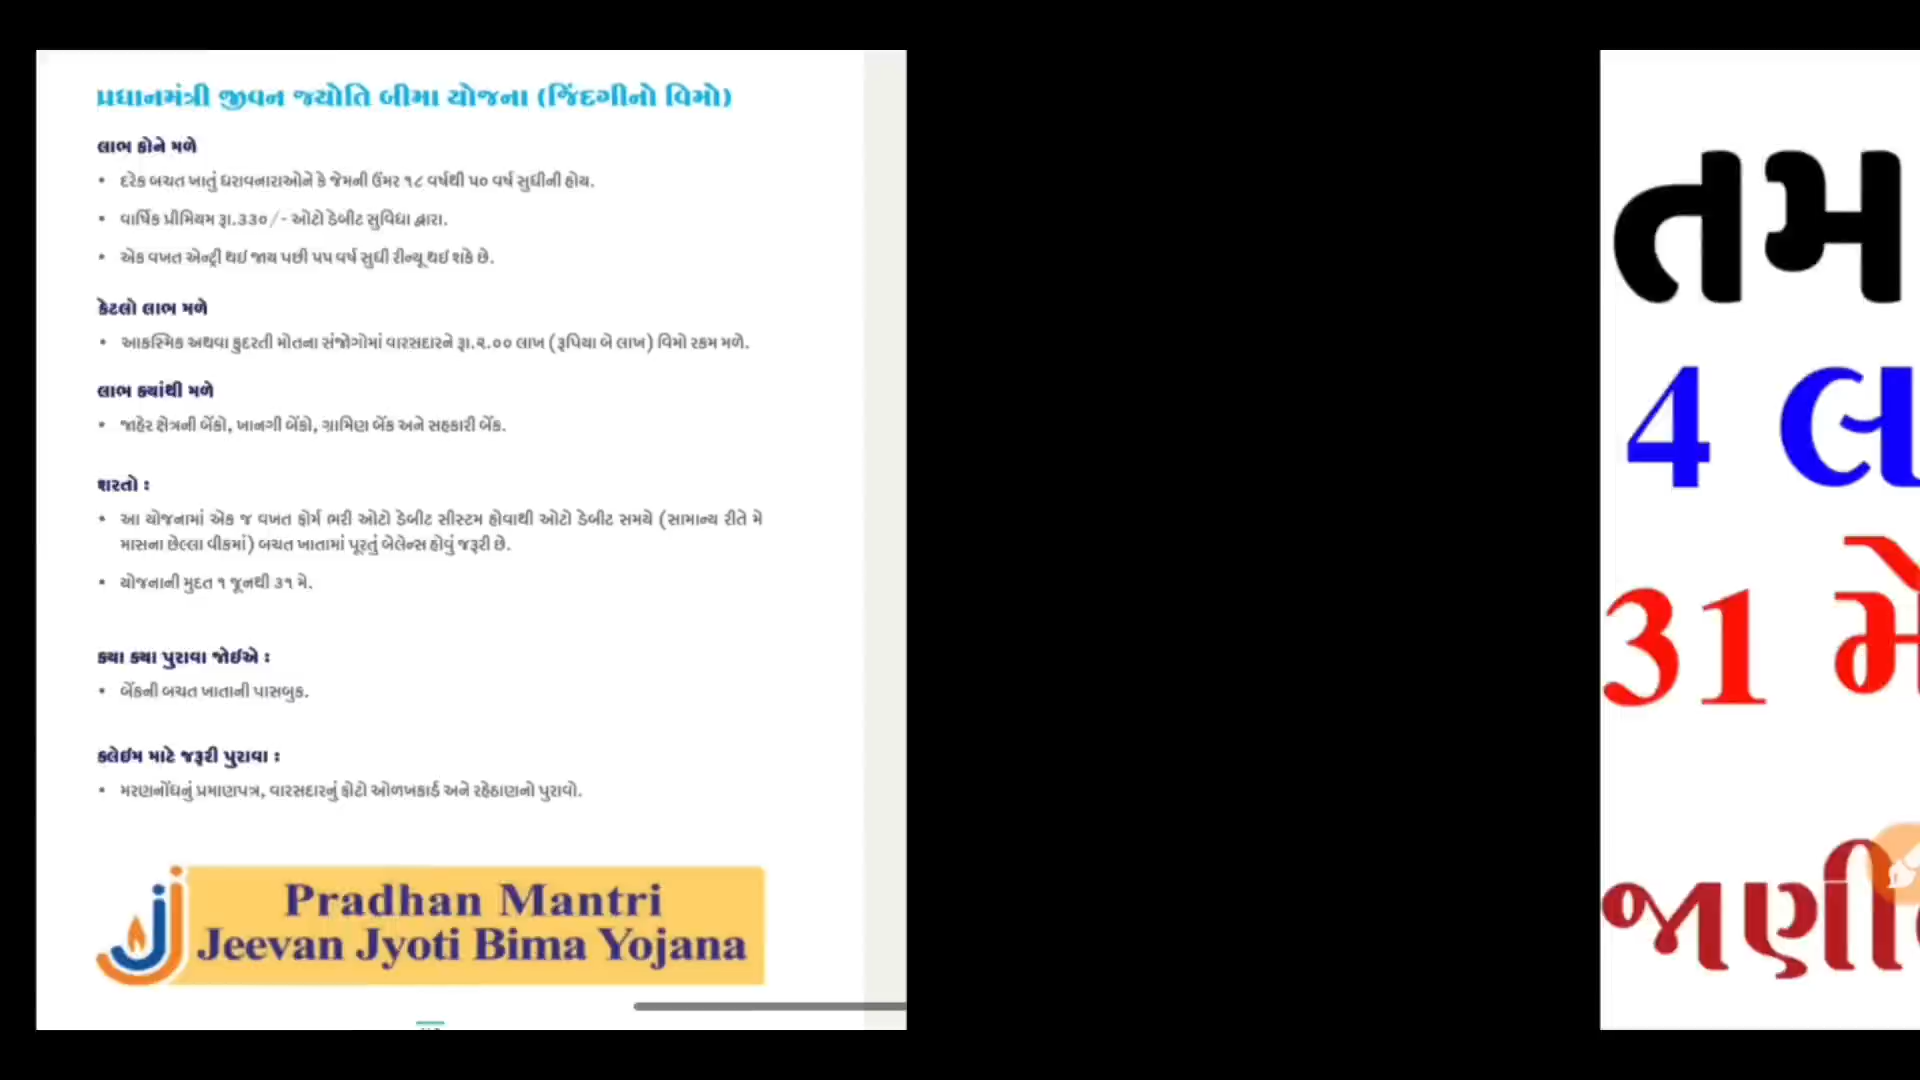 પ્રધાનમંત્રી જીવન જ્યોતિ બીમા યોજના (જિંદગીનો વિમો)
લાભ કોને મળે
• દરેક બચત ખાતું ધરાવનારાઓને કે જેમની ઉંમર ૧૮ વર્ષથી ૫૦ વર્ષ સુધીની હોય.
• વાર્ષિક પ્રીમિયમ રૂા.૩૩૦/- ઓટો ડેબીટ સુવિધા દ્વારા.
• એક વખત એન્ટ્રી થઈ જાય પછી ૫૫ વર્ષ સુધી રીન્યૂ થઈ શકે છે.
કેટલો લાભ મળે
• આકસ્મિક અથવા કુદરતી મોતના સંજોગોમાં વારસદારને રૂા.૨.૦૦ લાખ (રૂપિયા બે લાખ) વિમો રકમ મળે.
લાભ ક્યાંથી મળે
• જાહેર ક્ષેત્રની બેંકો, ખાનગી બેંકો, ગ્રામિણ બેંક અને સહકારી બેંક.
શરતો :
• આ યોજનામાં એક જ વખત ફોર્મ ભરી ઓટો ડેબીટ સીસ્ટમ હોવાથી ઓટો ડેબીટ સમયે (સામાન્ય રીતે મે
માસના છેલ્લા વીકમાં) બચત ખાતામાં પૂરતું બેલેન્સ હોવું જરૂરી છે.
• યોજનાની મુદત ૧ જૂનથી ૩૧ મે.
ક્યા ક્યા પુરાવા જોઈએ :
• બેંકની બચત ખાતાની પાસબુક.
ક્લેઈમ માટે જરૂરી પુરાવા :
• મરણનોંધનું પ્રમાણપત્ર, વારસદારનું ફોટો ઓળખકાર્ડ અને રહેઠાણનો પુરાવો.
Pradhan Mantri
Jeevan Jyoti Bima Yojana
તમ
4 લ
31 મે
જાણી